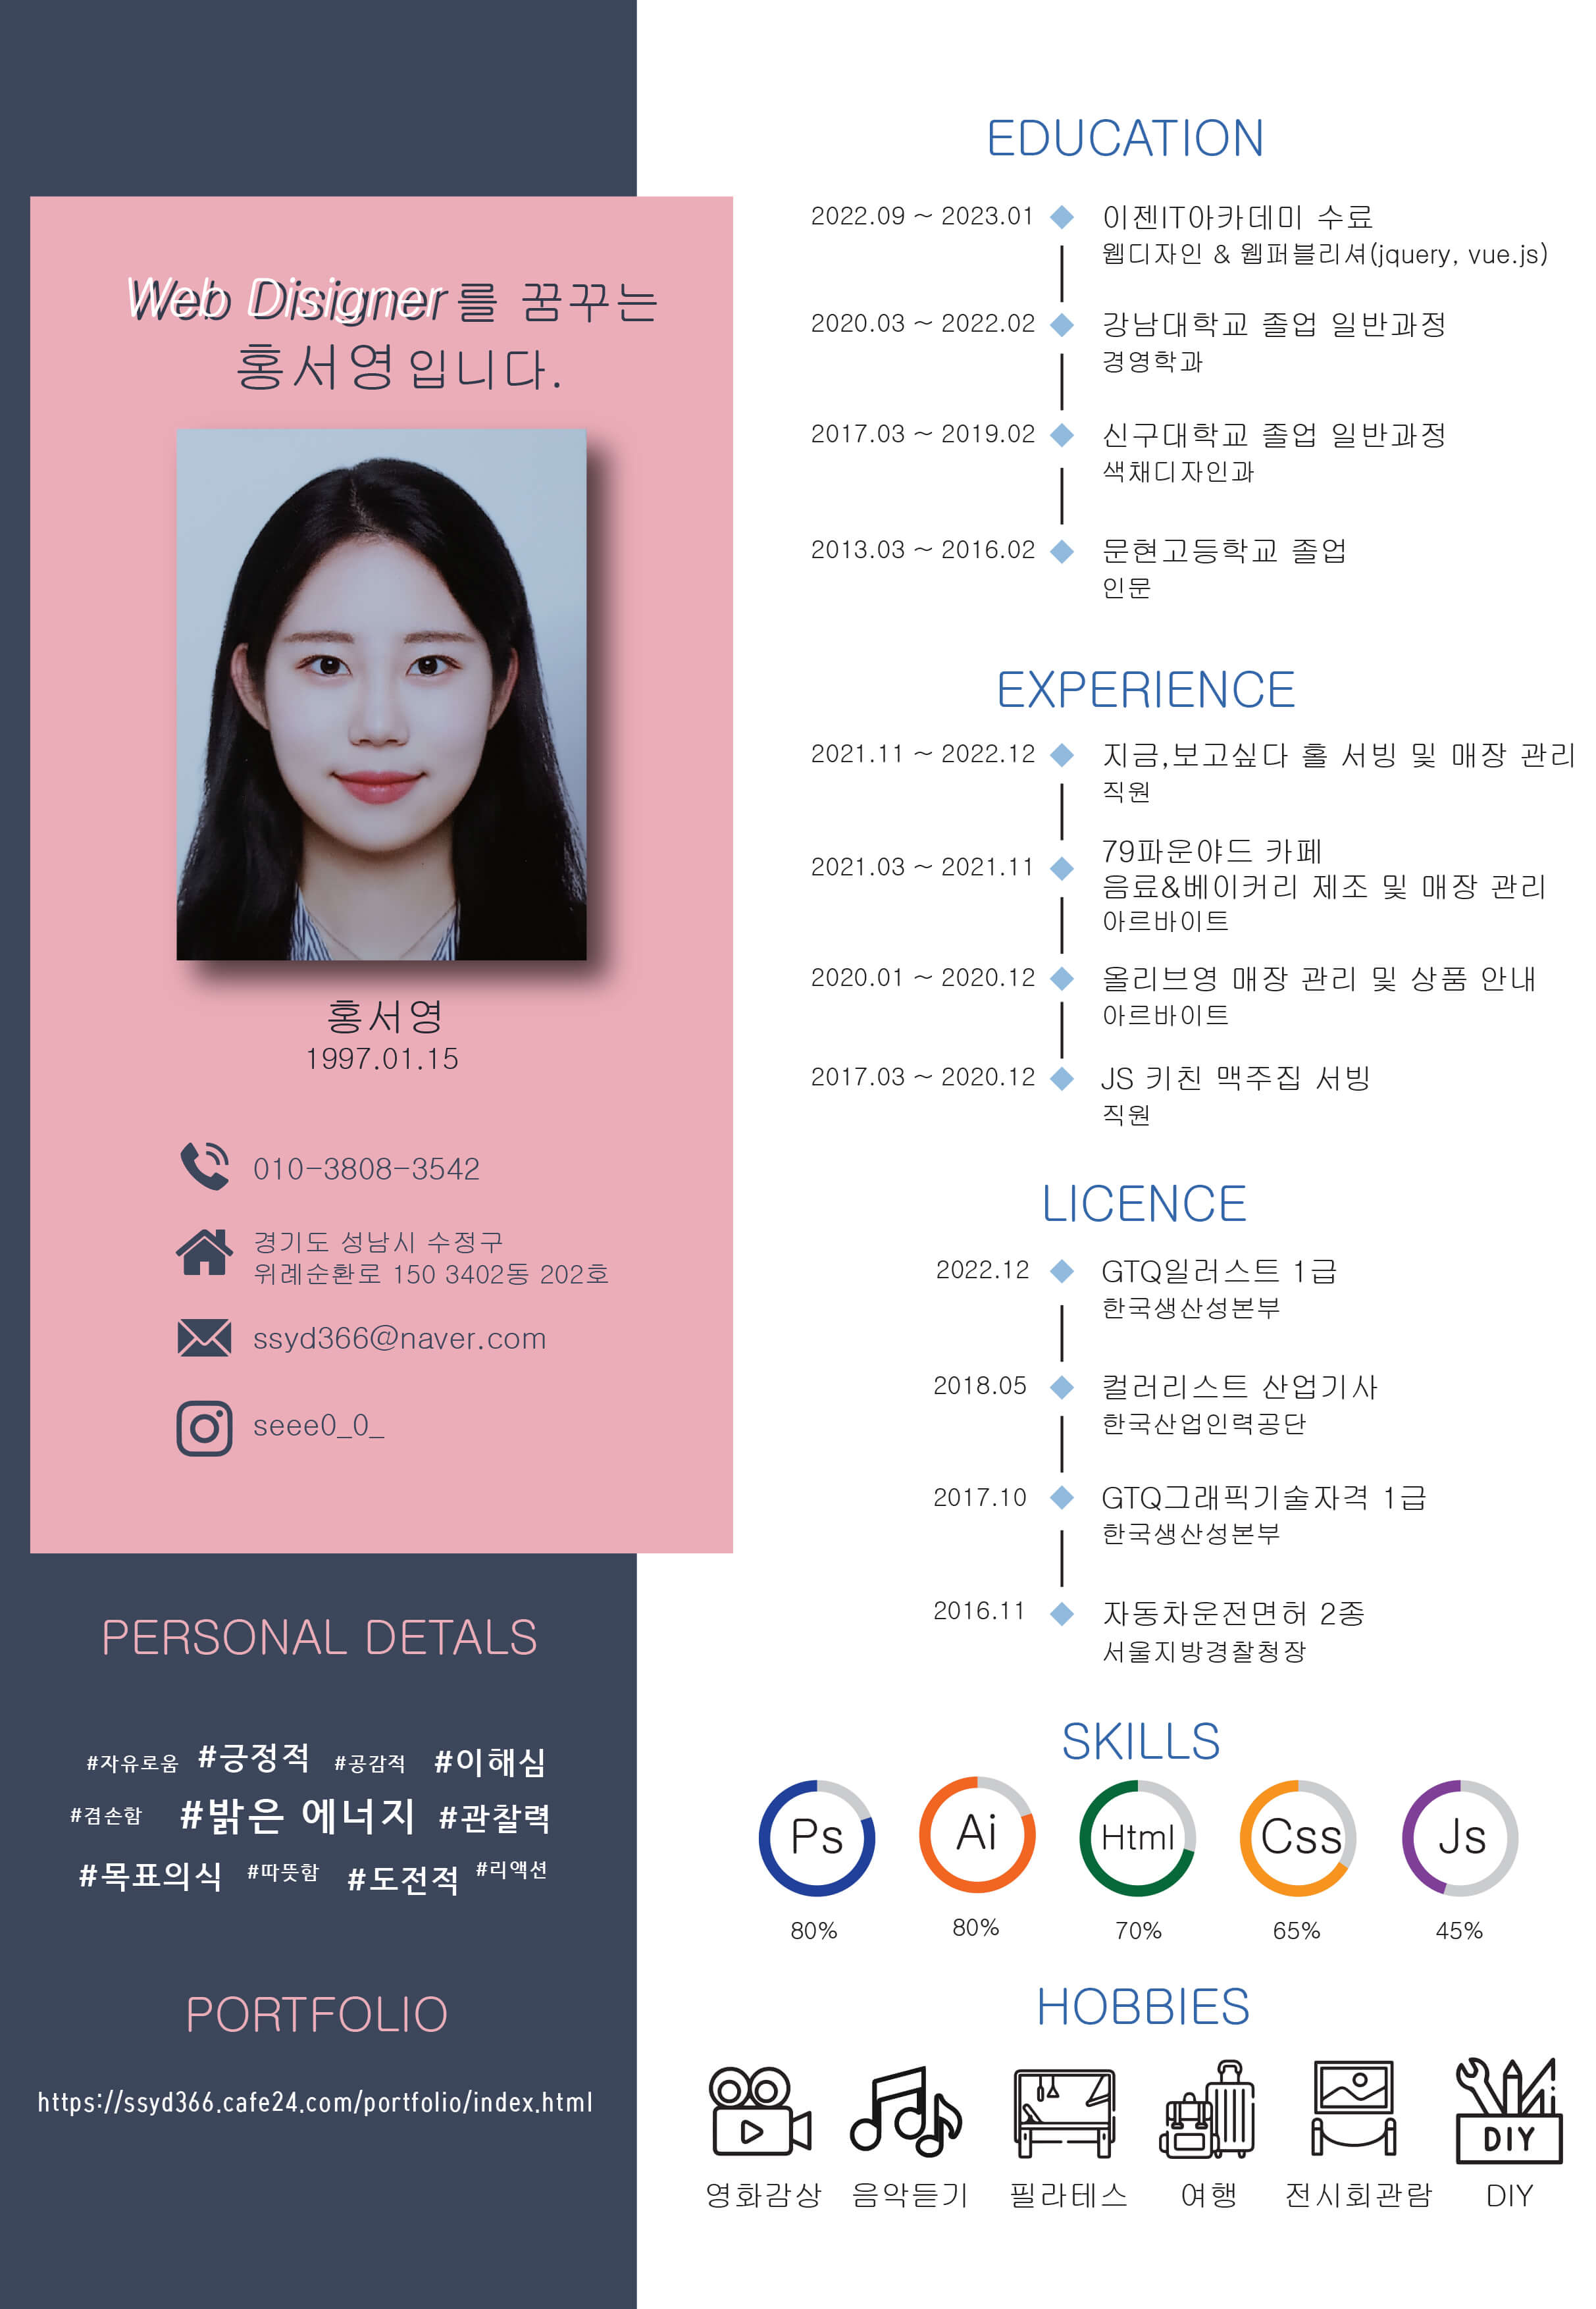 Web Disigner를 꿈꾸는
홍서영입니다.
홍서영
1997.01.15
010-3808-3542
경기도 성남시 수정구
위례순환로 150 3402동 202호
ssyd366@naver.com
seee0_0_
PERSONAL DETALS
#자유로움 #긍정적 #공감적 #이해심
#겸손함 #밝은 에너지 #관찰력
#목표의식 #따뜻함 #도전적 #리액션
PORTFOLIO
https://ssyd366.cafe24.com/portfolio/index.html
EDUCATION
2022.09 ~ 2023.01 이젠IT아카데미 수료
웹디자인 & 웹퍼블리셔(jquery, vue.js)
2020.03 ~ 2022.02 강남대학교 졸업 일반과정
경영학과
2017.03 ~ 2019.02 신구대학교 졸업 일반과정
색채디자인과
2013.03 ~ 2016.02 문현고등학교 졸업
인문
EXPERIENCE
2021.11 ~ 2022.12 지금,보고싶다 홀 서빙 및 매장 관리
직원
79파운야드 카페
2021.03 ~ 2021.11 음료&베이커리 제조 및 매장 관리
아르바이트
2020.01 ~ 2020.12 올리브영 매장 관리 및 상품 안내
아르바이트
2017.03 ~ 2020.12 JS 키친 맥주집 서빙
직원
LICENCE
2022.12 GTQ일러스트 1급
한국생산성본부
2018.05 컬러리스트 산업기사
한국산업인력공단
2017.10 GTQ그래픽기술자격 1급
한국생산성본부
2016.11 자동차운전면허 2종
서울지방경찰청장
SKILLS
Ps Ai Html Css Js
80% 80% 70% 65% 45%
HOBBIES
DIY
영화감상 음악듣기 필라테스 여행 전시회관람 DIY